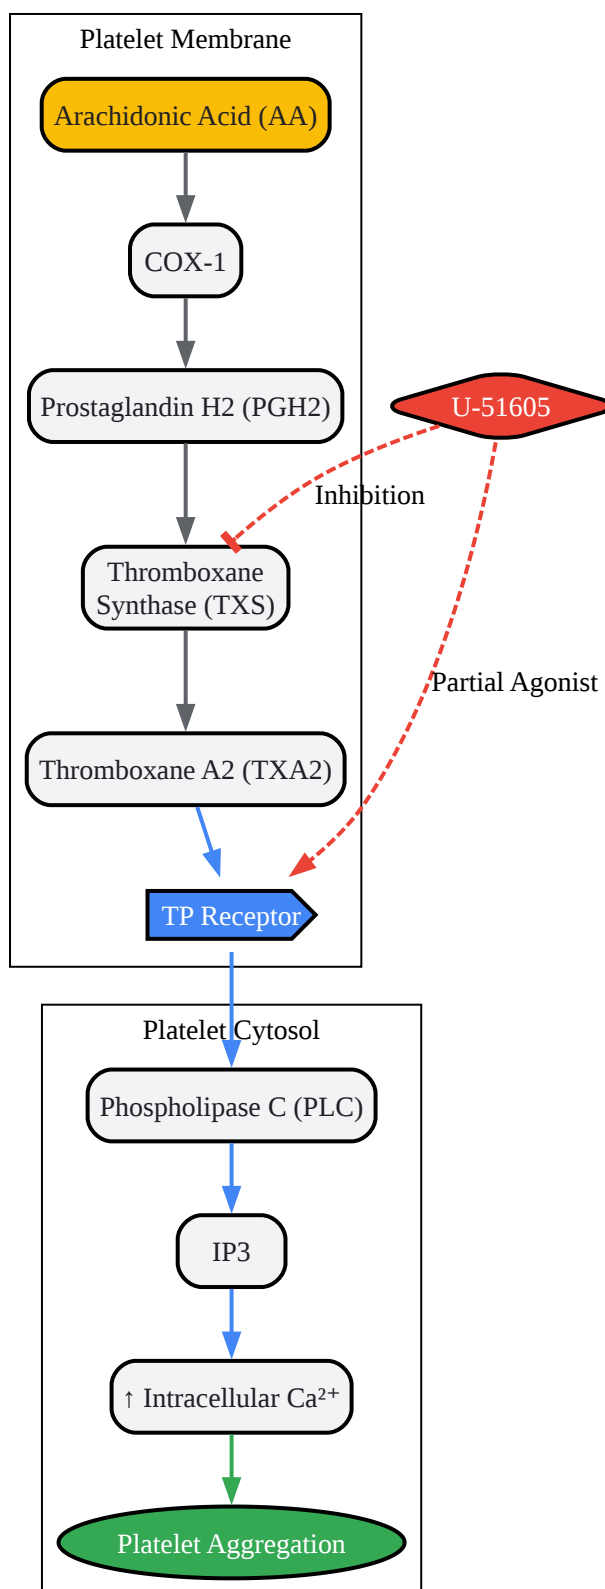 Platelet Membrane
Arachidonic Acid (AA)
COX-1
Prostaglandin H2 (PGH2)
U-51605
Inhibition
Thromboxane
Synthase (TXS)
Partial Agonist
Thromboxane A2 (TXA2)
TP Receptor
Platelet Cytosol
Phospholipase C (PLC)
IP3
↑ Intracellular Ca²⁺
Platelet Aggregation